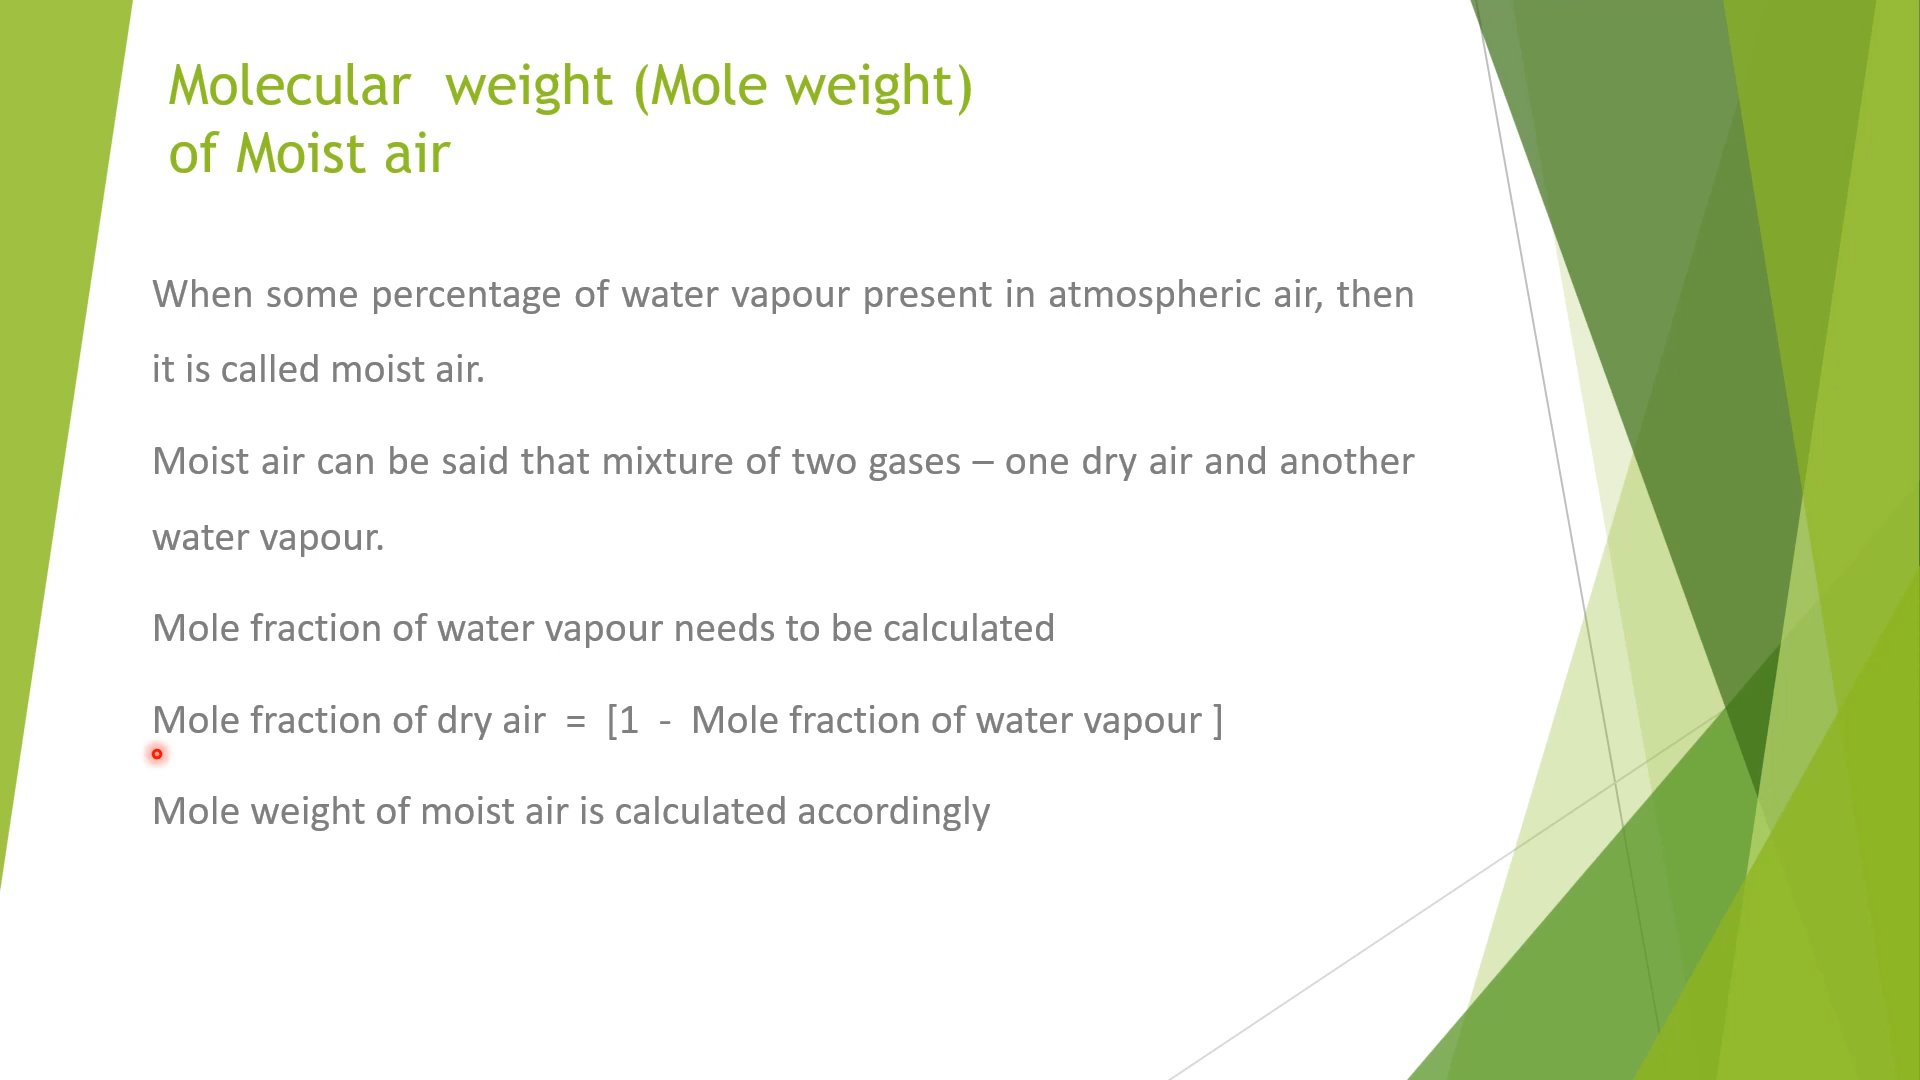 Molecular weight (Mole weight)
of Moist air
When some percentage of water vapour present in atmospheric air, then
it is called moist air.
Moist air can be said that mixture of two gases – one dry air and another
water vapour.
Mole fraction of water vapour needs to be calculated
Mole fraction of dry air = [1 - Mole fraction of water vapour ]
Mole weight of moist air is calculated accordingly